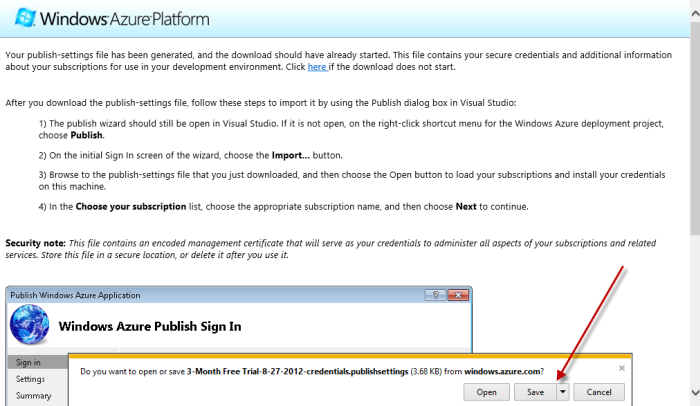 Windows Azure Platform
Your publish-settings file has been generated, and the download should have already started. This file contains your secure credentials and additional information
about your subscriptions for use in your development environment. Click here if the download does not start.
After you download the publish-settings file, follow these steps to import it by using the Publish dialog box in Visual Studio:
1) The publish wizard should still be open in Visual Studio. If it is not open, on the right-click shortcut menu for the Windows Azure deployment project,
choose Publish.
2) On the initial Sign In screen of the wizard, choose the Import... button.
3) Browse to the publish-settings file that you just downloaded, and then choose the Open button to load your subscriptions and install your credentials
on this machine.
4) In the Choose your subscription list, choose the appropriate subscription name, and then choose Next to continue.
Security note: This file contains an encoded management certificate that will serve as your credentials to administer all aspects of your subscriptions and related
services. Store this file in a secure location, or delete it after you use it.
Publish Windows Azure Application
Windows Azure Publish Sign In
Sign in
Settings
Summary
Do you want to open or save 3-Month Free Trial-8-27-2012-credentials.publishsettings (3.68 KB) from windows.azure.com?
Open Save Cancel